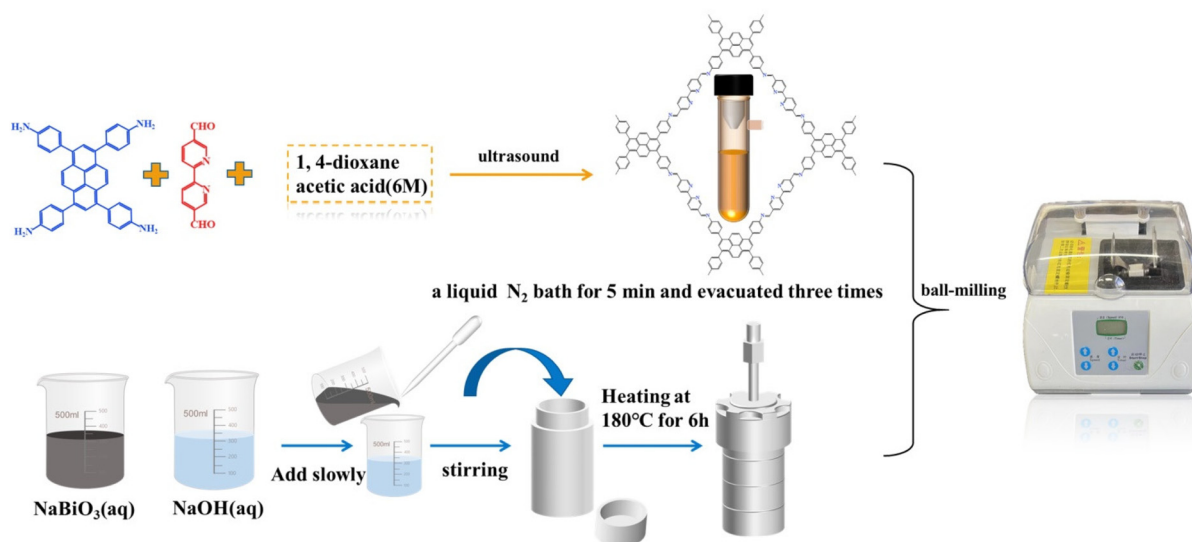 H₂N
NH₂
CHO
N
N
CHO
H₂N
NH₂
1, 4-dioxane
acetic acid(6M)
ultrasound
a liquid N₂ bath for 5 min and evacuated three times
ball-milling
500ml
NaBiO₃(aq)
500ml
NaOH(aq)
Add slowly
500ml
stirring
Heating at
180℃ for 6h